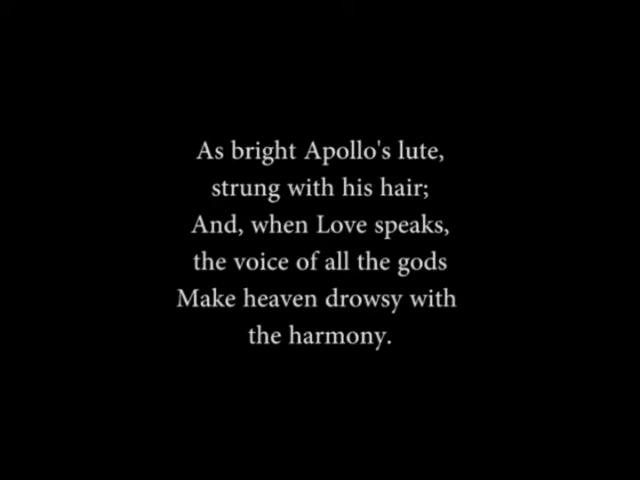 As bright Apollo's lute,
strung with his hair;
And, when Love speaks,
the voice of all the gods
Make heaven drowsy with
the harmony.